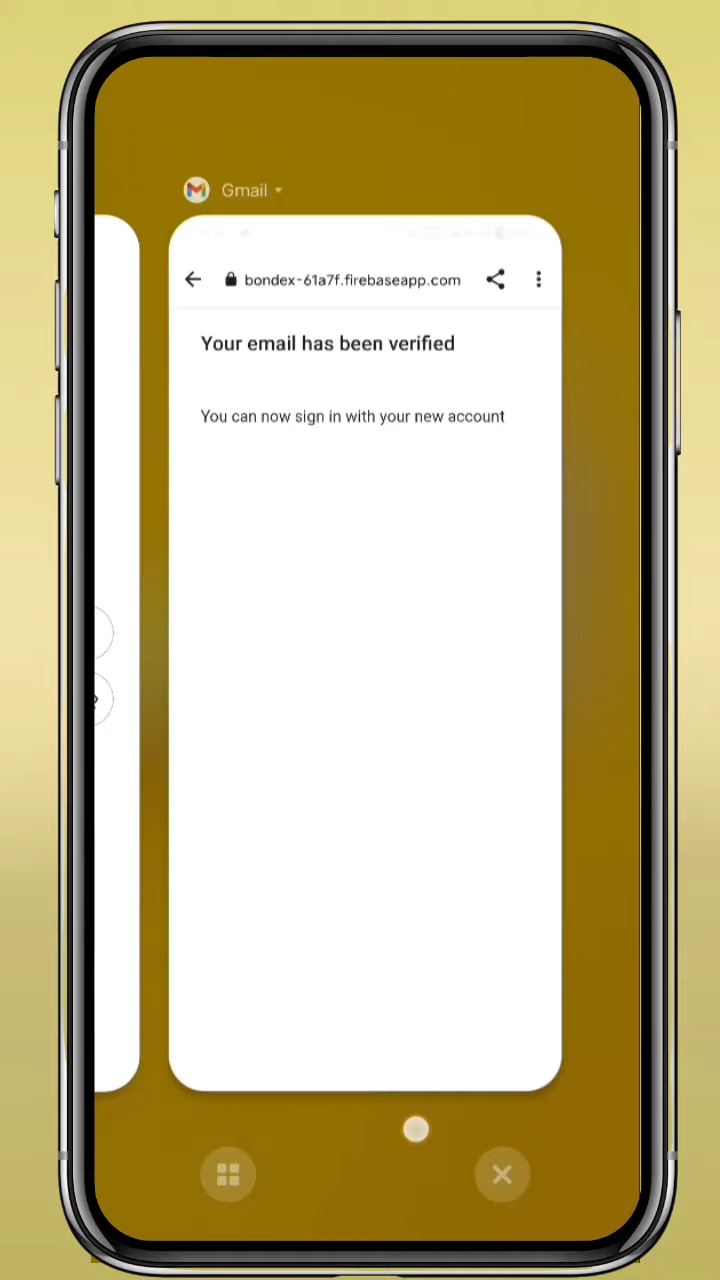 Gmail
bondex-61a7f.firebaseapp.com
Your email has been verified
You can now sign in with your new account